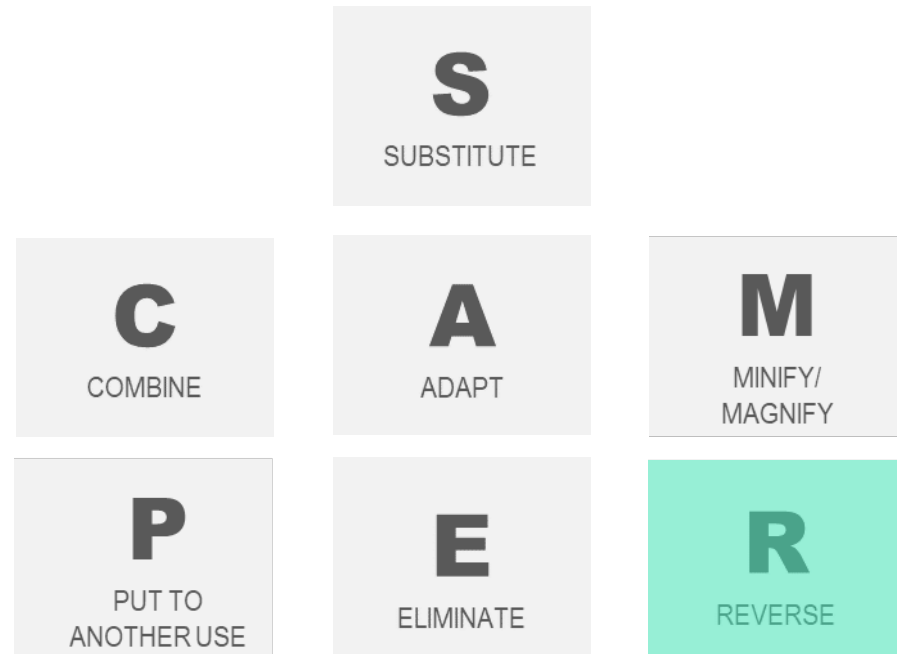 S
SUBSTITUTE
C
COMBINE
A
ADAPT
M
MINIFY/
MAGNIFY
P
PUT TO
ANOTHER USE
E
ELIMINATE
R
REVERSE